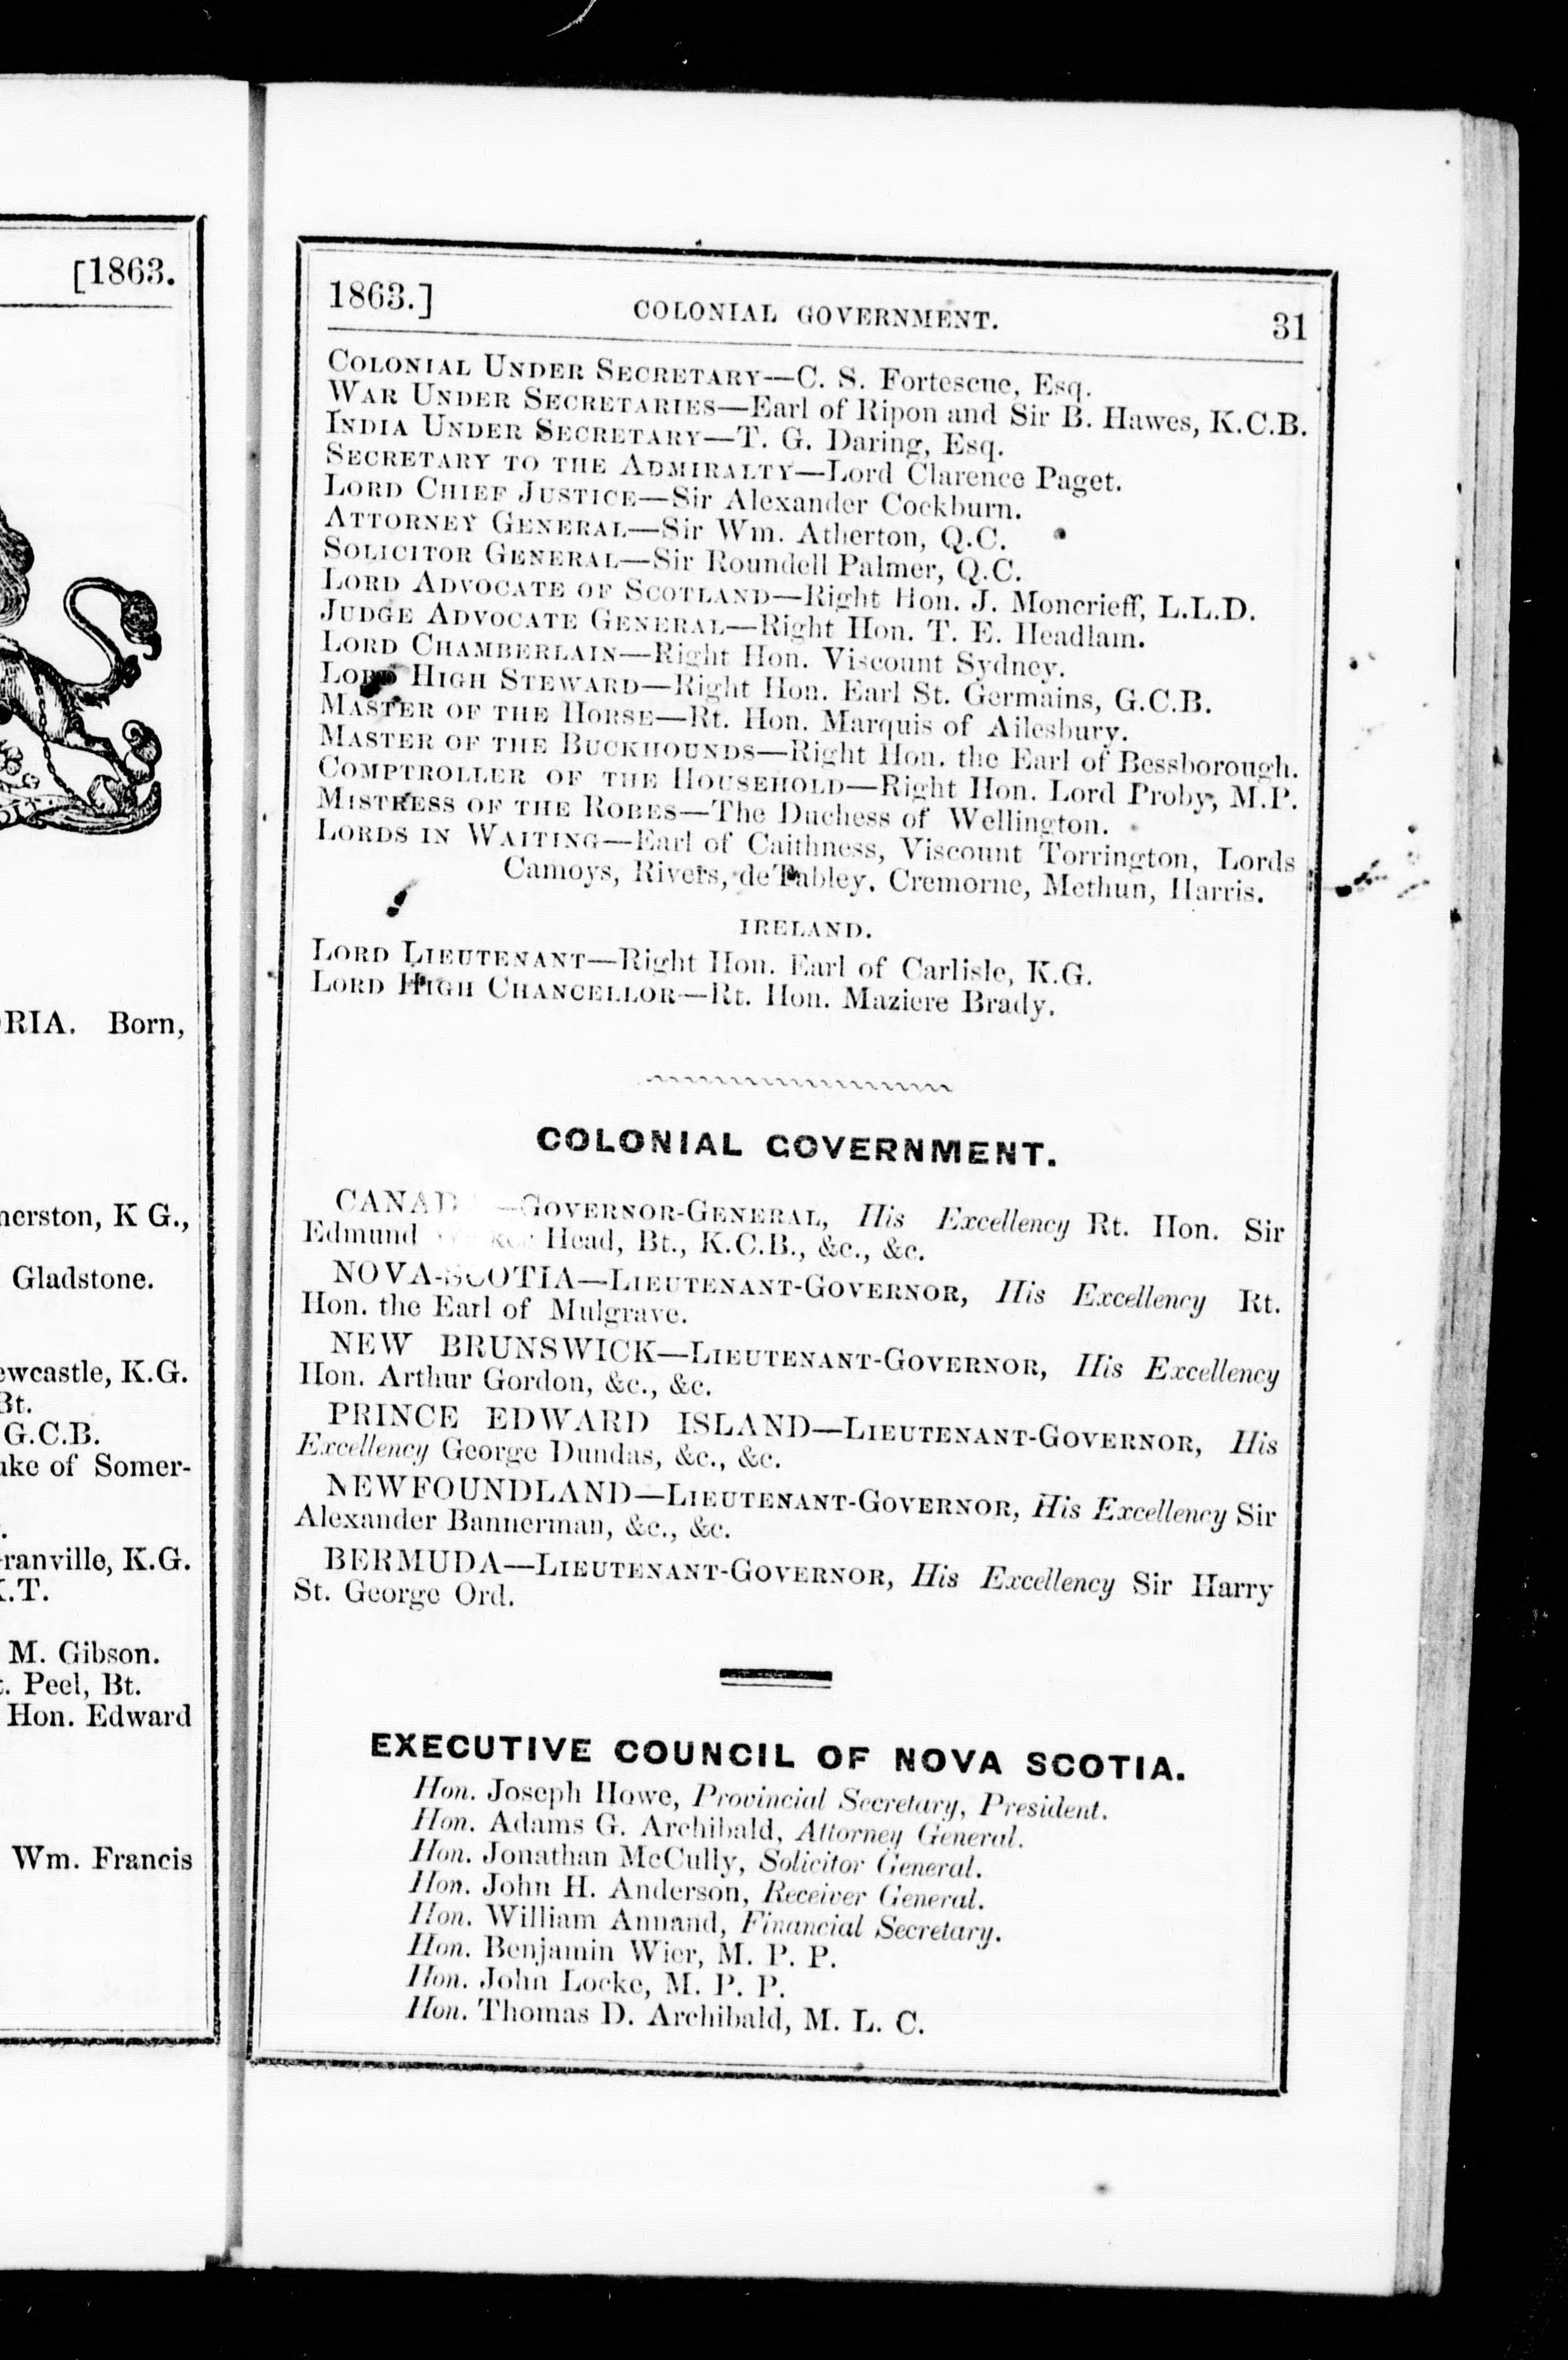 [1863.
RIA. Born,
K G.,
Gladstone.
K.G.
Bt.
G.C.B.
of Somer-
K.G.
K.T.
M. Gibson.
Peel, Bt.
Hon. Edward
Wm. Francis
1863.] COLONIAL GOVERNMENT. 31
COLONIAL UNDER SECRETARY—C. S. Fortescue, Esq.
WAR UNDER SECRETARIES—Earl of Ripon and Sir B. Hawes, K.C.B.
INDIA UNDER SECRETARY—T. G. Daring, Esq.
SECRETARY TO THE ADMIRALTY—Lord Clarence Paget.
LORD CHIEF JUSTICE—Sir Alexander Cockburn.
ATTORNEY GENERAL—Sir Wm. Atherton, Q.C.
SOLICITOR GENERAL—Sir Roundell Palmer, Q.C.
LORD ADVOCATE OF SCOTLAND—Right Hon. J. Moncrieff, L.L.D.
JUDGE ADVOCATE GENERAL—Right Hon. T. E. Headlam.
LORD CHAMBERLAIN—Right Hon. Viscount Sydney.
LORD HIGH STEWARD—Right Hon. Earl St. Germains, G.C.B.
MASTER OF THE HORSE—Rt. Hon. Marquis of Ailesbury.
MASTER OF THE BUCKHOUNDS—Right Hon. the Earl of Bessborough.
COMPTROLLER OF THE HOUSEHOLD—Right Hon. Lord Proby, M.P.
MISTRESS OF THE ROBES—The Duchess of Wellington.
LORDS IN WAITING—Earl of Caithness, Viscount Torrington, Lords
Camoys, Rivers, deTabley, Cremorne, Methun, Harris.
IRELAND.
LORD LIEUTENANT—Right Hon. Earl of Carlisle, K.G.
LORD HIGH CHANCELLOR—Rt. Hon. Maziere Brady.
COLONIAL GOVERNMENT.
CANAD —GOVERNOR-GENERAL, His Excellency Rt. Hon. Sir
Edmund Head, Bt., K.C.B., &c., &c.
NOVA-SCOTIA—LIEUTENANT-GOVERNOR, His Excellency Rt.
Hon. the Earl of Mulgrave.
NEW BRUNSWICK—LIEUTENANT-GOVERNOR, His Excellency
Hon. Arthur Gordon, &c., &c.
PRINCE EDWARD ISLAND—LIEUTENANT-GOVERNOR, His
Excellency George Dundas, &c., &c.
NEWFOUNDLAND—LIEUTENANT-GOVERNOR, His Excellency Sir
Alexander Bannerman, &c., &c.
BERMUDA—LIEUTENANT-GOVERNOR, His Excellency Sir Harry
St. George Ord.
EXECUTIVE COUNCIL OF NOVA SCOTIA.
Hon. Joseph Howe, Provincial Secretary, President.
Hon. Adams G. Archibald, Attorney General.
Hon. Jonathan McCully, Solicitor General.
Hon. John H. Anderson, Receiver General.
Hon. William Annand, Financial Secretary.
Hon. Benjamin Wier, M. P. P.
Hon. John Locke, M. P. P.
Hon. Thomas D. Archibald, M. L. C.